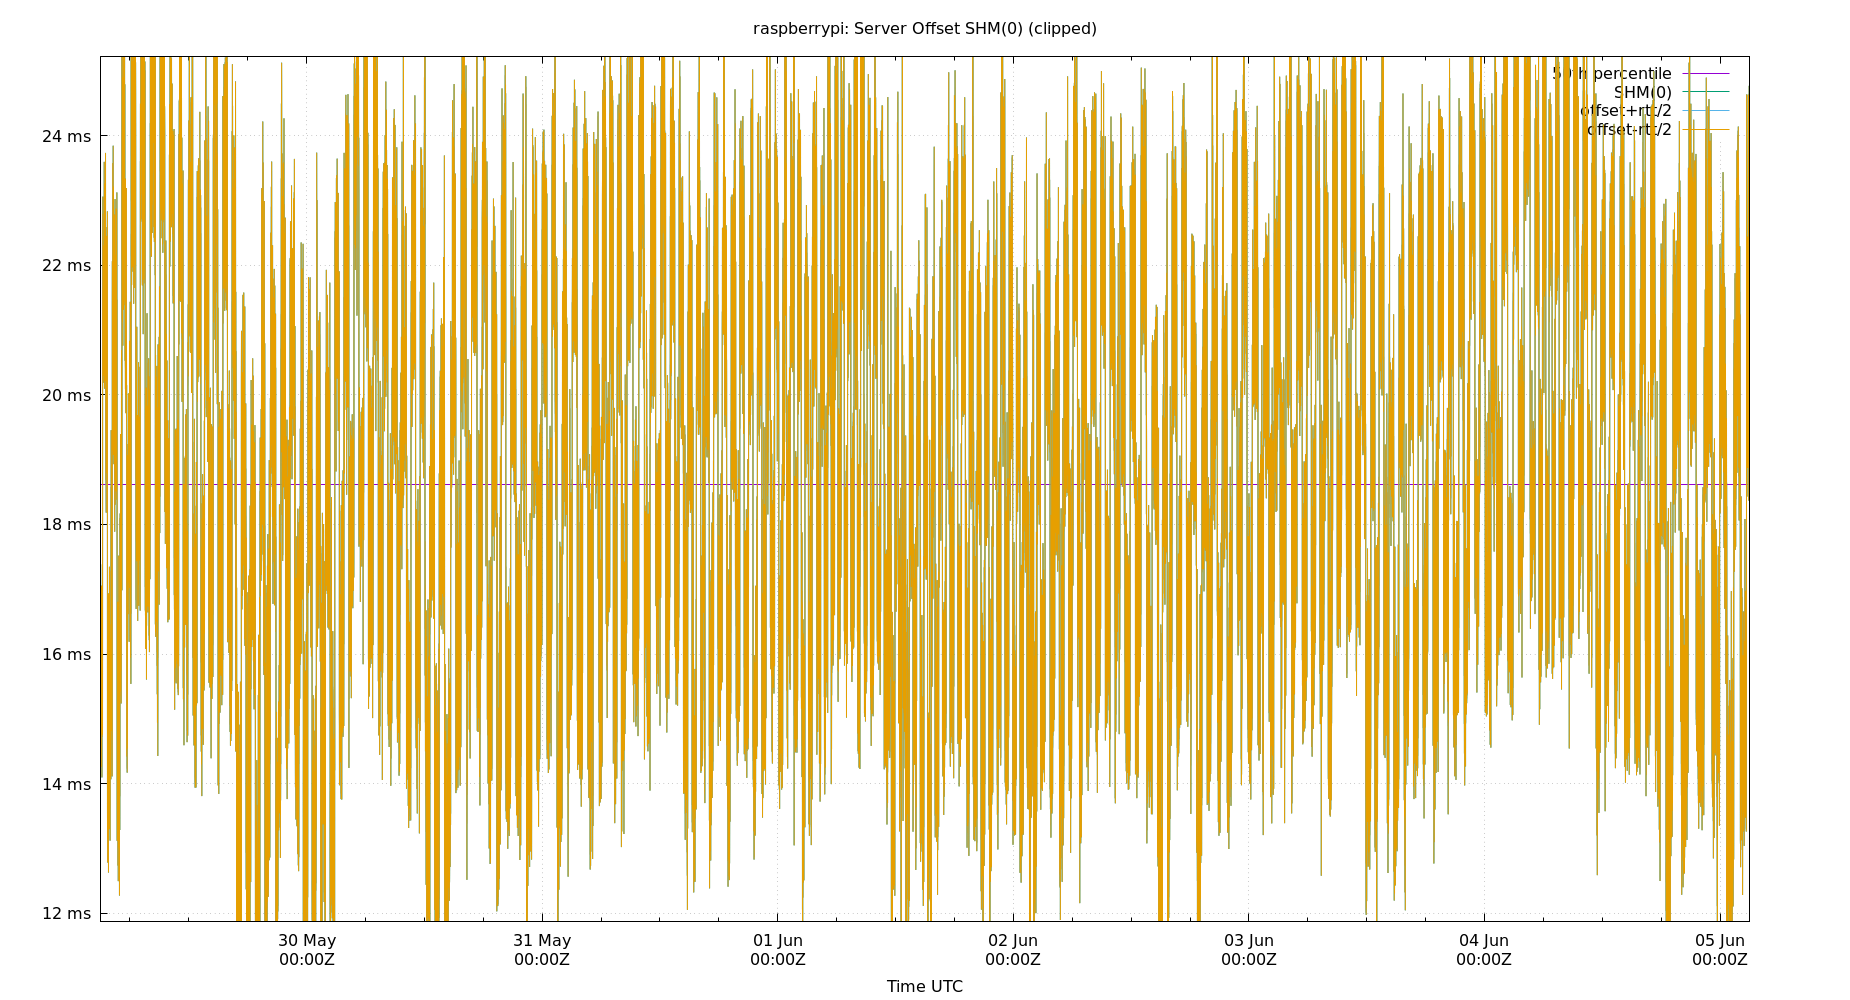 raspberrypi: Server Offset SHM(0) (clipped)
percentile
SHM(0)
offset+rtt/2
offset-rtt/2
24 ms
22 ms
20 ms
18 ms
16 ms
14 ms
12 ms
30 May 31 May 01 Jun 02 Jun 03 Jun 04 Jun 05 Jun
00:00Z 00:00Z 00:00Z 00:00Z 00:00Z 00:00Z 00:00Z
Time UTC